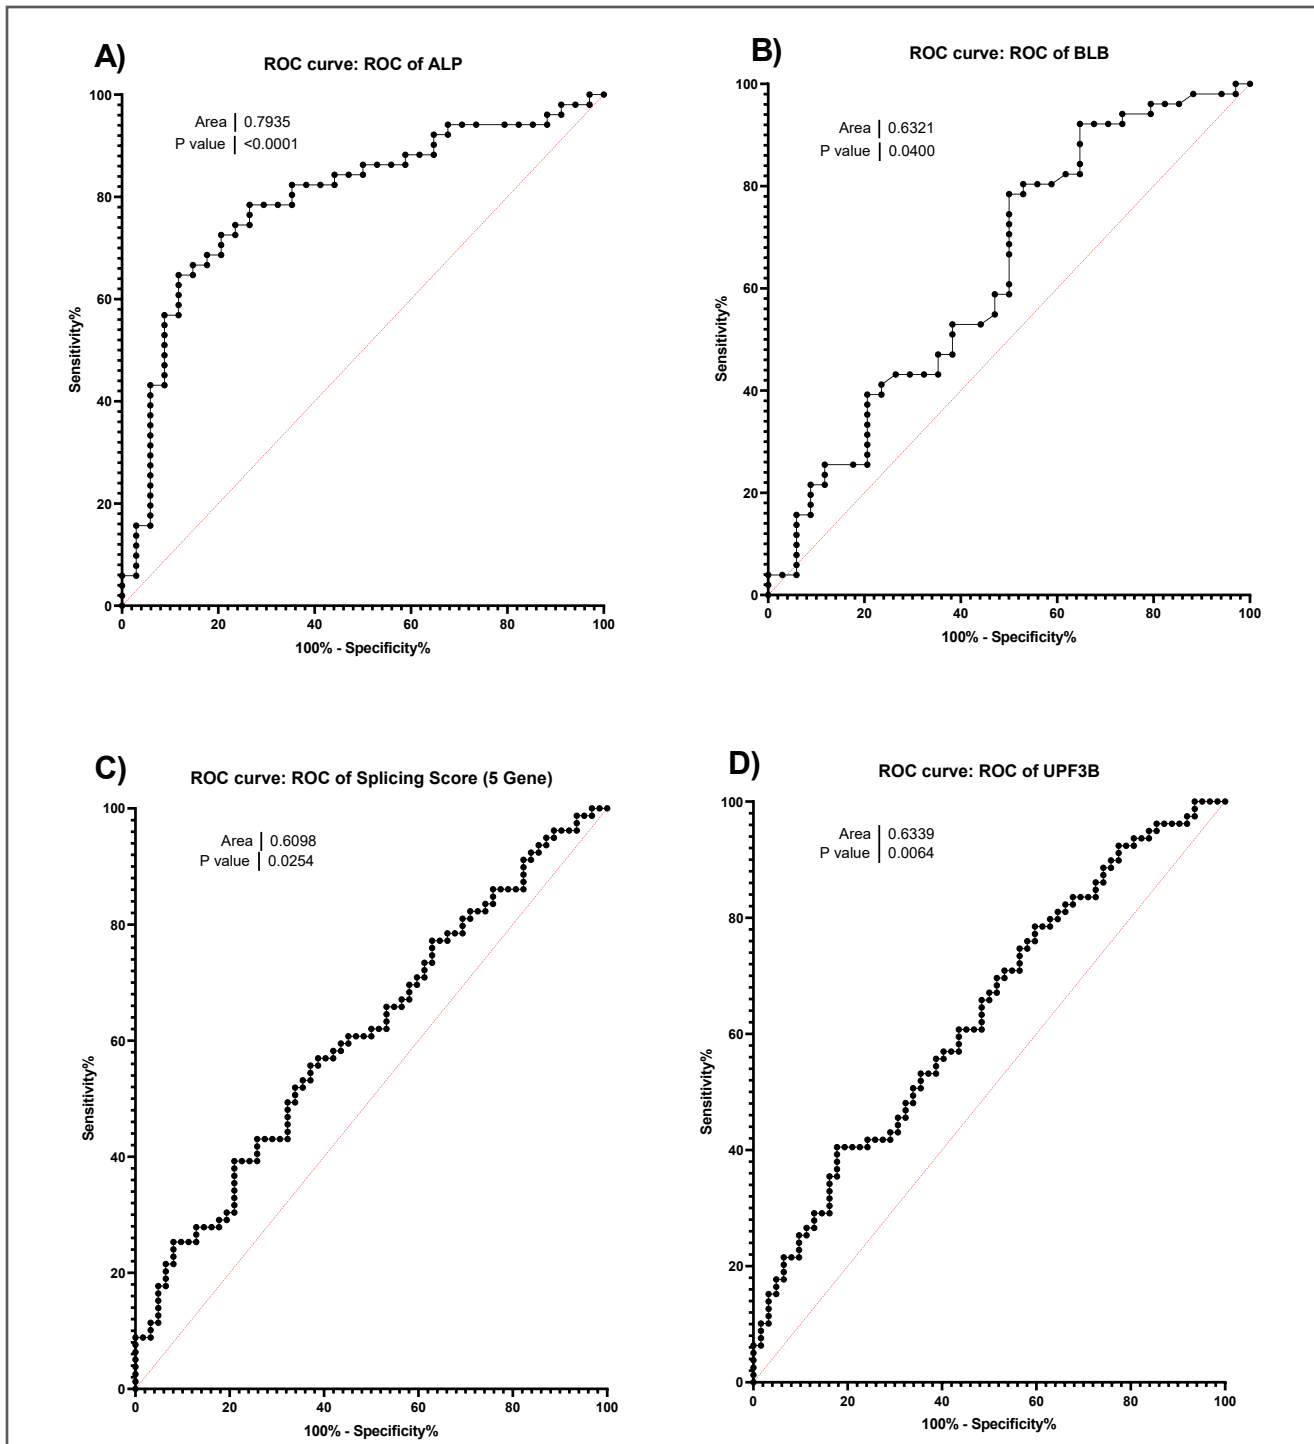 A)
ROC curve: ROC of ALP
Area 0.7935
P value <0.0001
100
80
60
40
20
0
Sensitivity%
0 20 40 60 80 100
100% - Specificity%
B)
ROC curve: ROC of BLB
Area 0.6321
P value 0.0400
100
80
60
40
20
0
Sensitivity%
0 20 40 60 80 100
100% - Specificity%
C)
ROC curve: ROC of Splicing Score (5 Gene)
Area 0.6098
P value 0.0254
100
80
60
40
20
0
Sensitivity%
0 20 40 60 80 100
100% - Specificity%
D)
ROC curve: ROC of UPF3B
Area 0.6339
P value 0.0064
100
80
60
40
20
0
Sensitivity%
0 20 40 60 80 100
100% - Specificity%